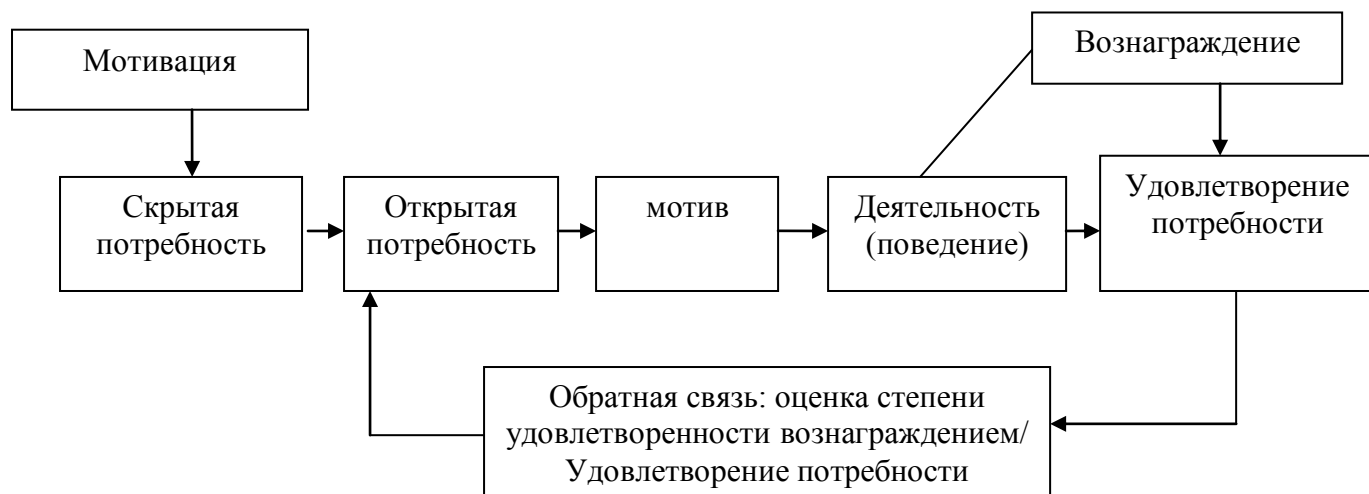 Мотивация
Вознаграждение
Скрытая
потребность
Открытая
потребность
мотив
Деятельность
(поведение)
Удовлетворение
потребности
Обратная связь: оценка степени
удовлетворенности вознаграждением/
Удовлетворение потребности